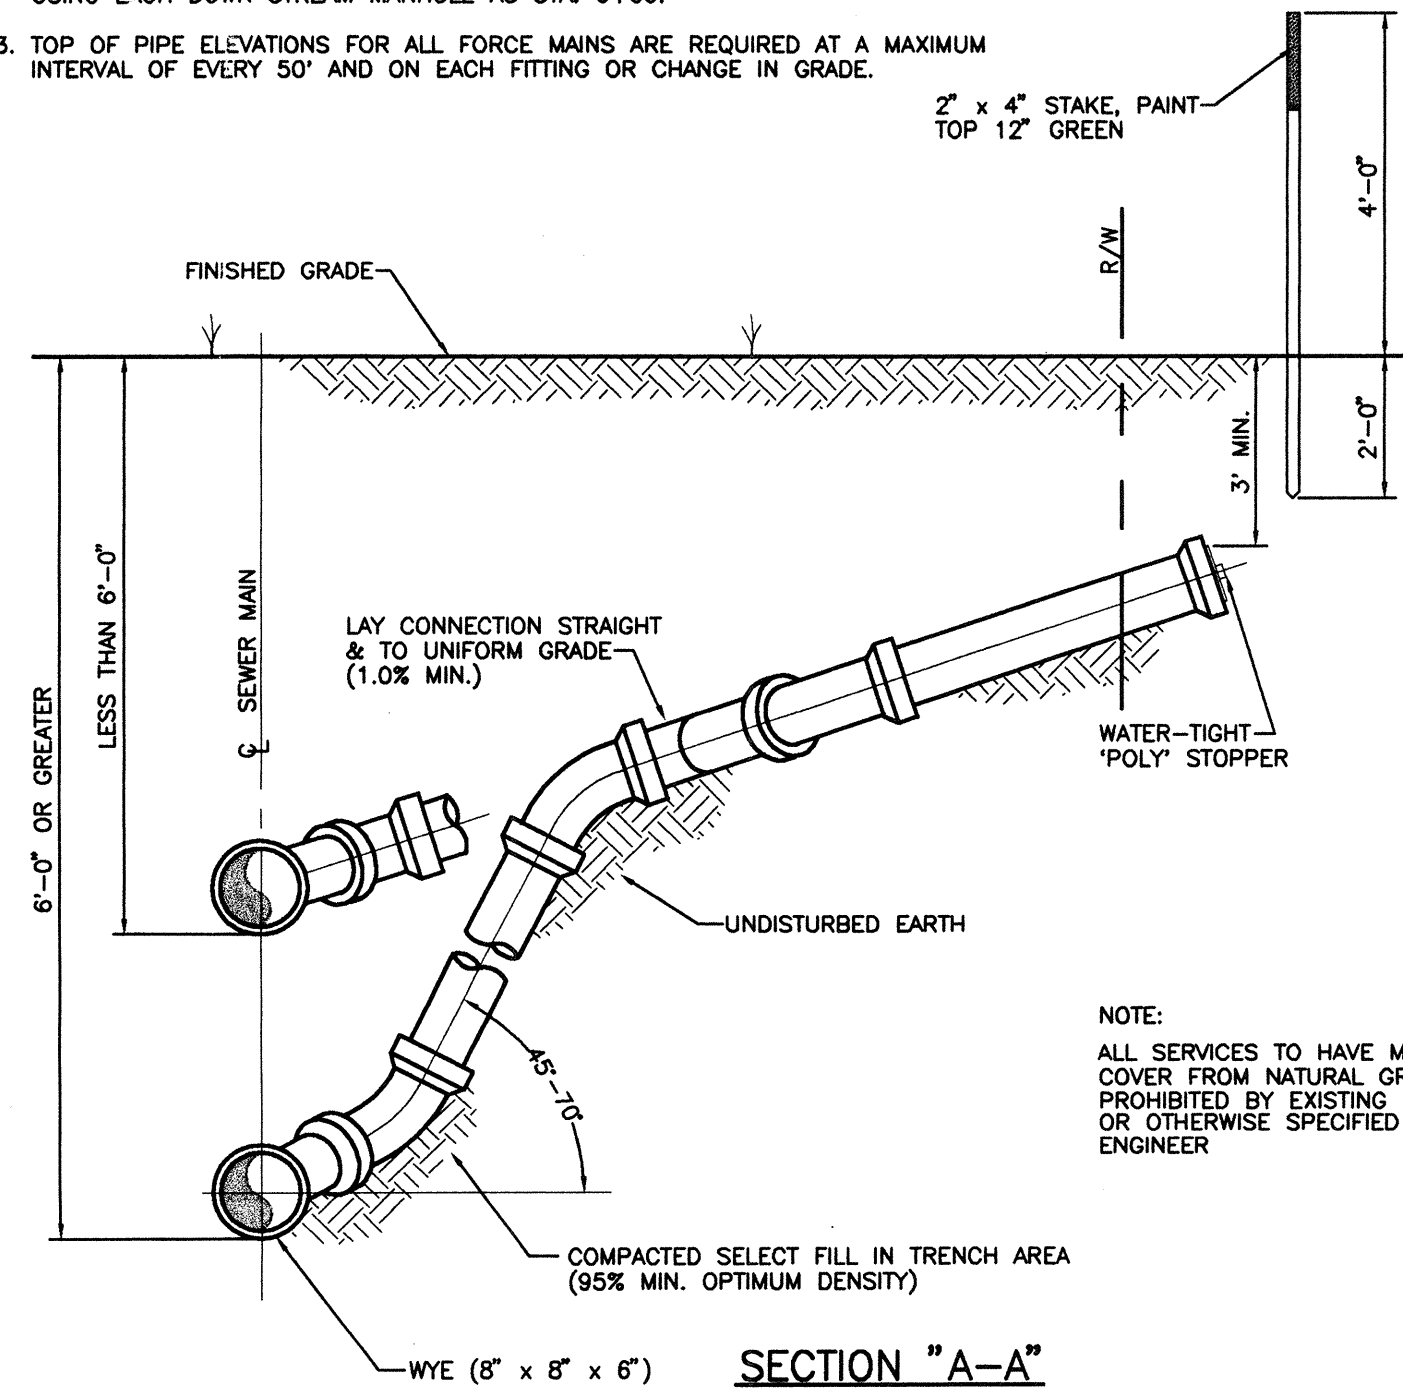 3. TOP OF PIPE ELEVATIONS FOR ALL FORCE MAINS ARE REQUIRED AT A MAXIMUM
INTERVAL OF EVERY 50' AND ON EACH FITTING OR CHANGE IN GRADE.
2" x 4" STAKE, PAINT
TOP 12" GREEN
4'-0"
R/W
FINISHED GRADE
2'-0"
3' MIN.
LESS THAN 6'-0"
6'-0" OR GREATER
℄ SEWER MAIN
LAY CONNECTION STRAIGHT
& TO UNIFORM GRADE
(1.0% MIN.)
WATER-TIGHT
'POLY' STOPPER
UNDISTURBED EARTH
45°-70°
NOTE:
ALL SERVICES TO HAVE
COVER FROM NATURAL
PROHIBITED BY EXISTING
OR OTHERWISE SPECIFIED
ENGINEER
COMPACTED SELECT FILL IN TRENCH AREA
(95% MIN. OPTIMUM DENSITY)
WYE (8" x 8" x 6")
SECTION "A-A"